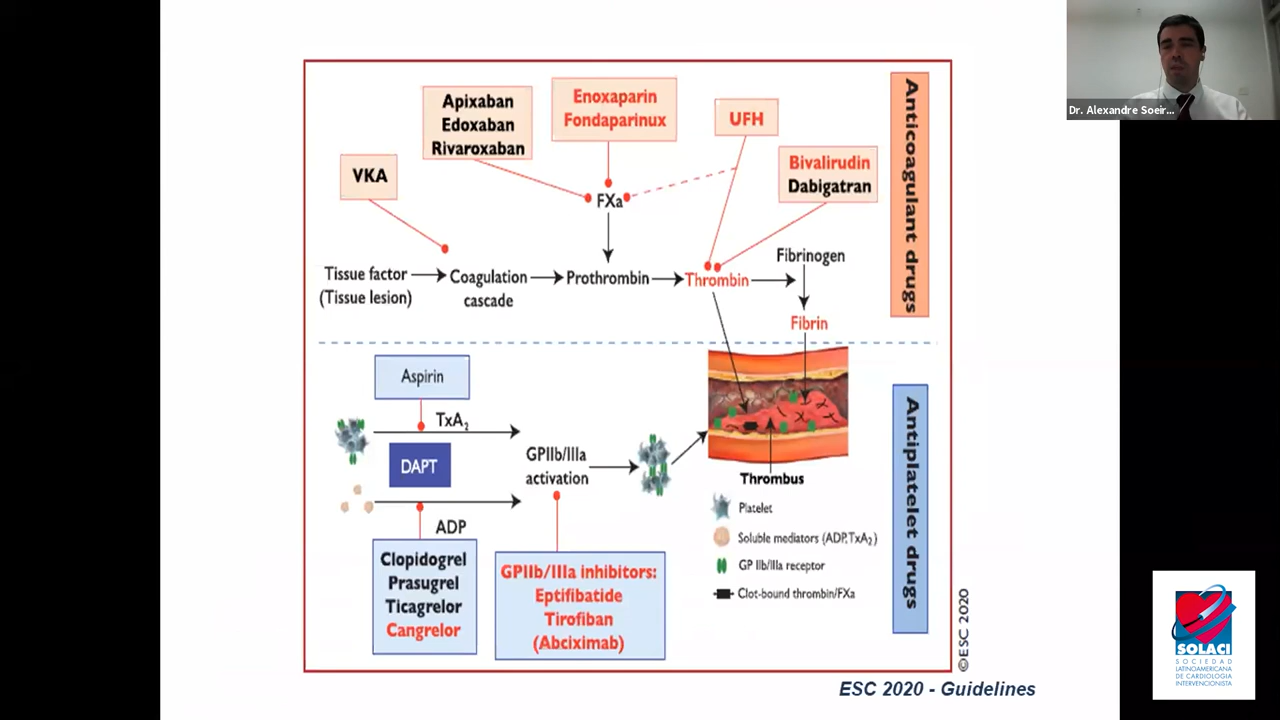 Dr. Alexandre Soeir...
Apixaban
Edoxaban
Rivaroxaban
Enoxaparin
Fondaparinux
UFH
Bivalirudin
Dabigatran
VKA
FXa
Tissue factor
(Tissue lesion)
Coagulation
cascade
Prothrombin
Thrombin
Fibrinogen
Fibrin
Anticoagulant drugs
Aspirin
TxA2
DAPT
ADP
GPIIb/IIIa
activation
Clopidogrel
Prasugrel
Ticagrelor
Cangrelor
GPIIb/IIIa inhibitors:
Eptifibatide
Tirofiban
(Abciximab)
Thrombus
Platelet
Soluble mediators (ADP,TxA2)
GP IIb/IIIa receptor
Clot-bound thrombin/FXa
Antiplatelet drugs
©ESC 2020
ESC 2020 - Guidelines
SOLACI
SOCIEDAD
LATINOAMERICANA
DE CARDIOLOGIA
INTERVENCIONISTA